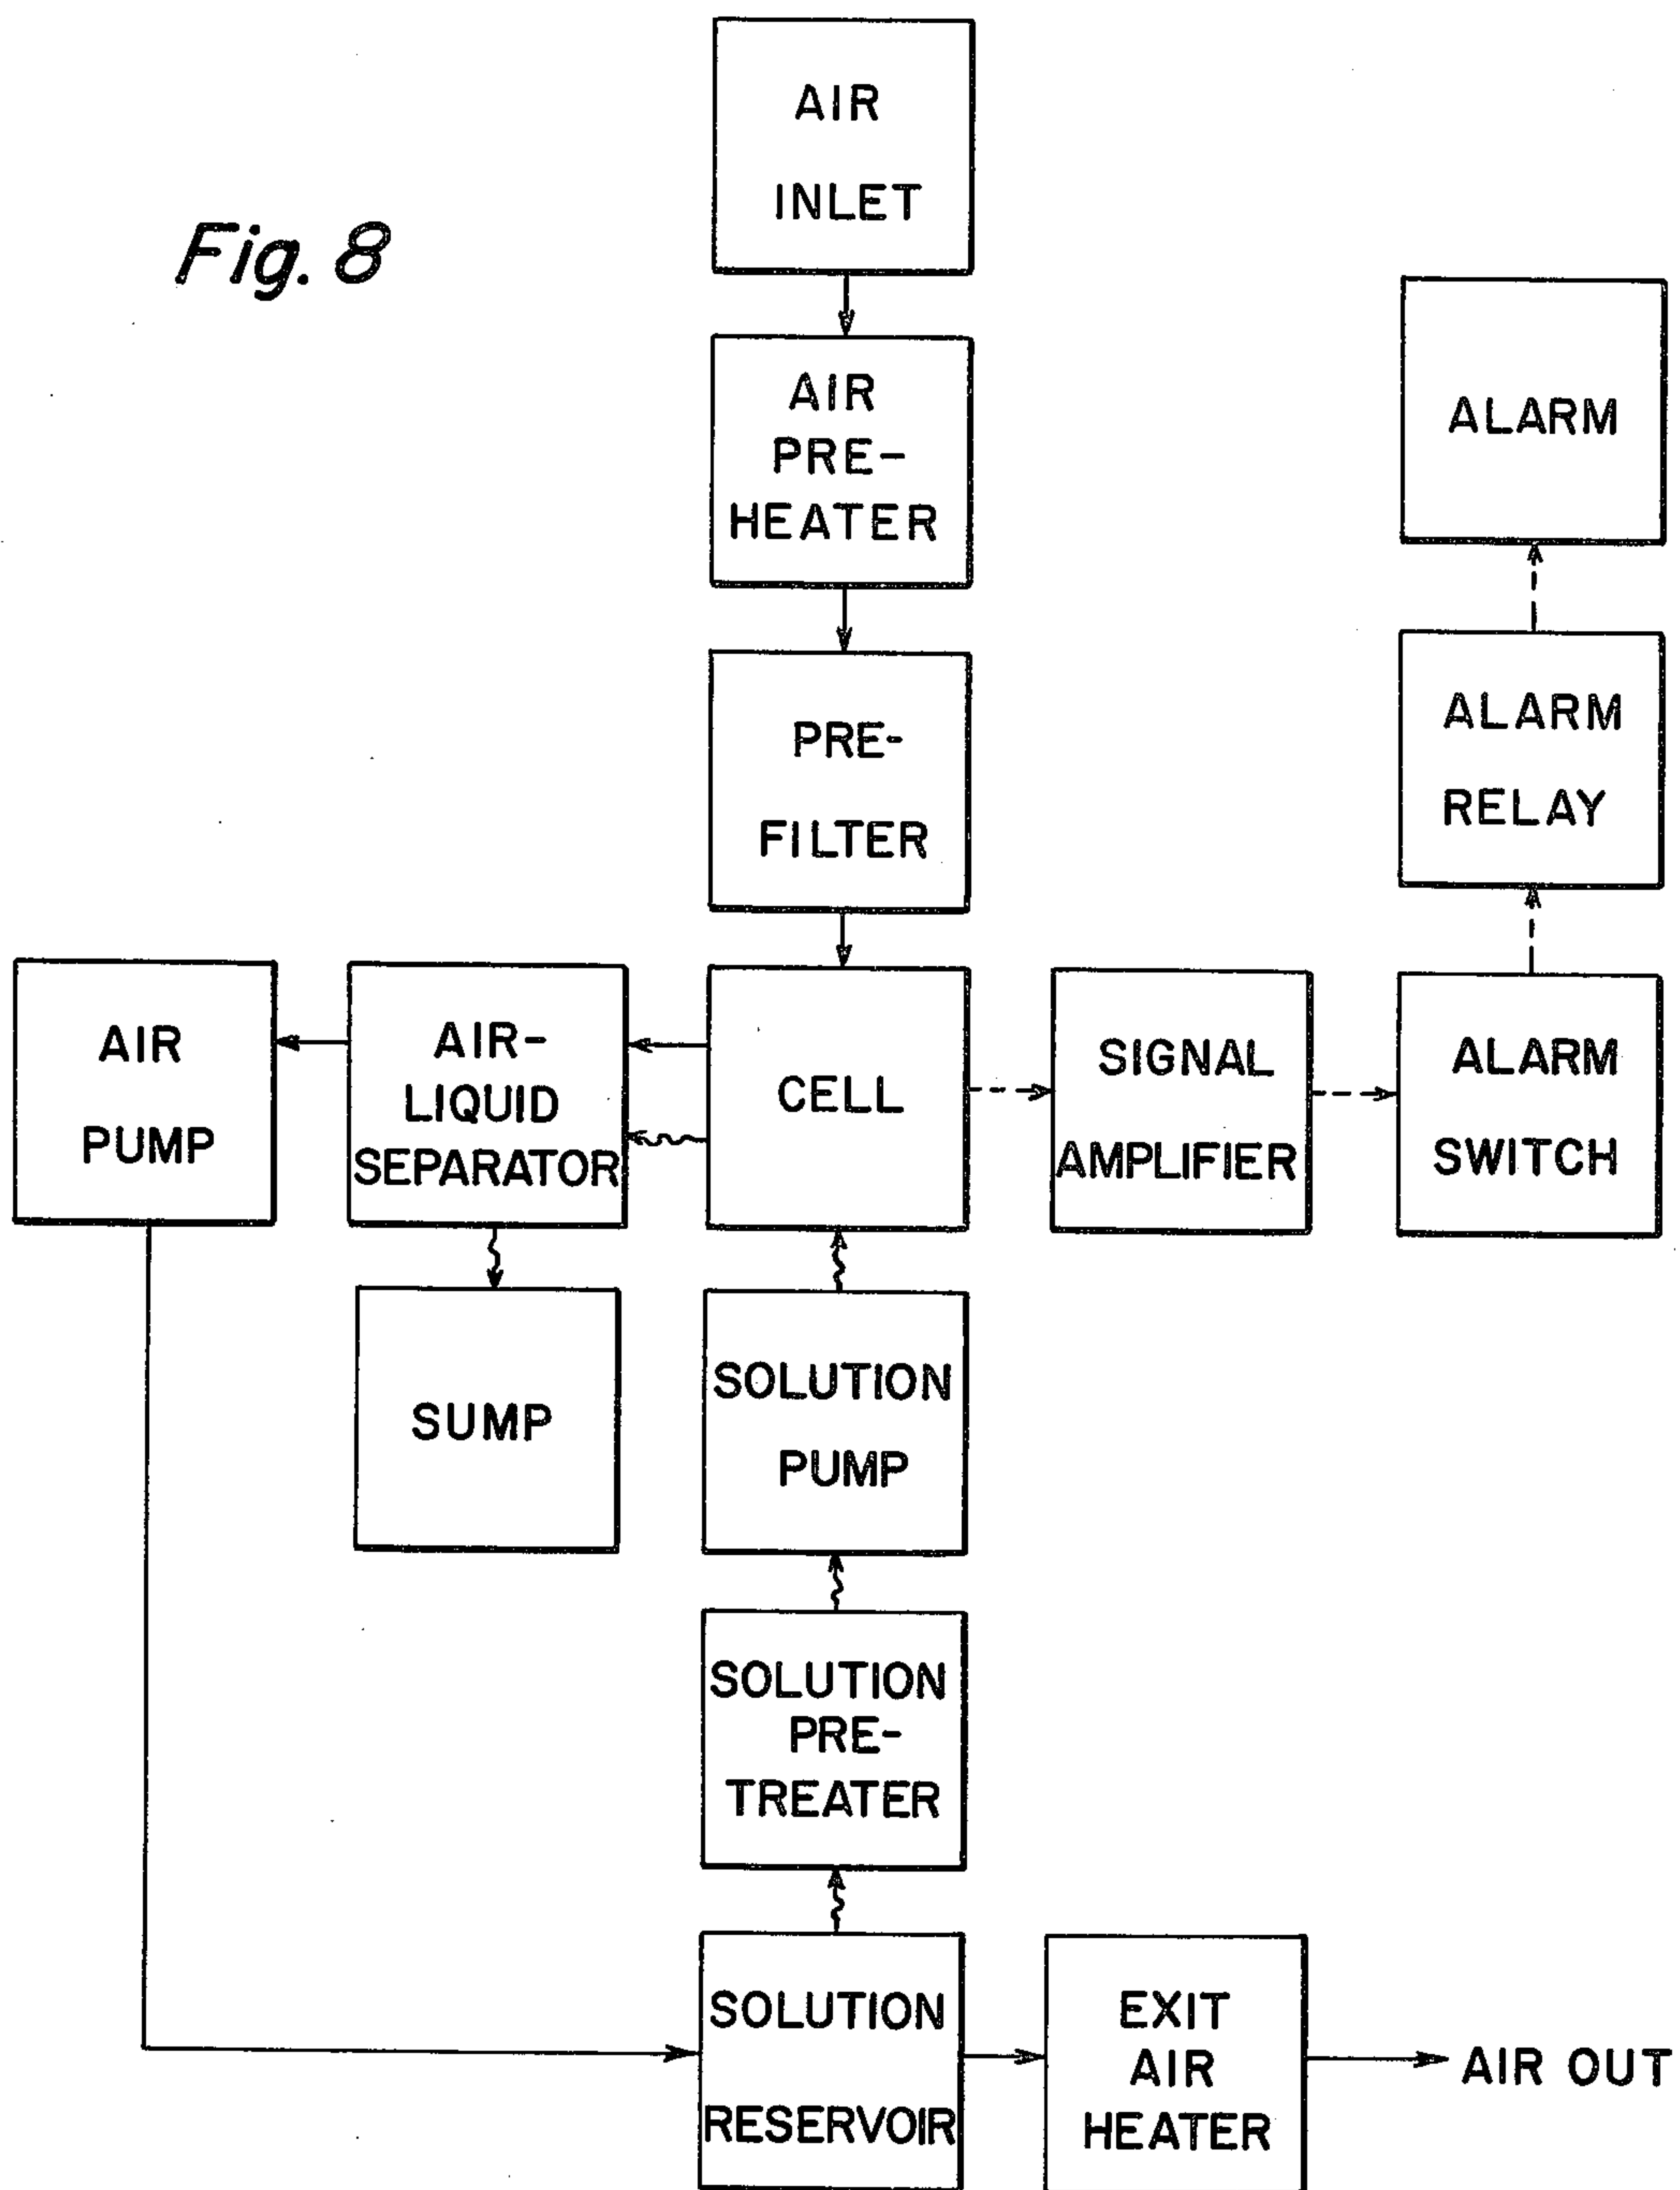 Fig. 8
AIR
INLET
AIR
PRE-
HEATER
PRE-
FILTER
ALARM
ALARM
RELAY
AIR
PUMP
AIR-
LIQUID
SEPARATOR
CELL
SIGNAL
AMPLIFIER
ALARM
SWITCH
SUMP
SOLUTION
PUMP
SOLUTION
PRE-
TREATER
SOLUTION
RESERVOIR
EXIT
AIR
HEATER
AIR OUT